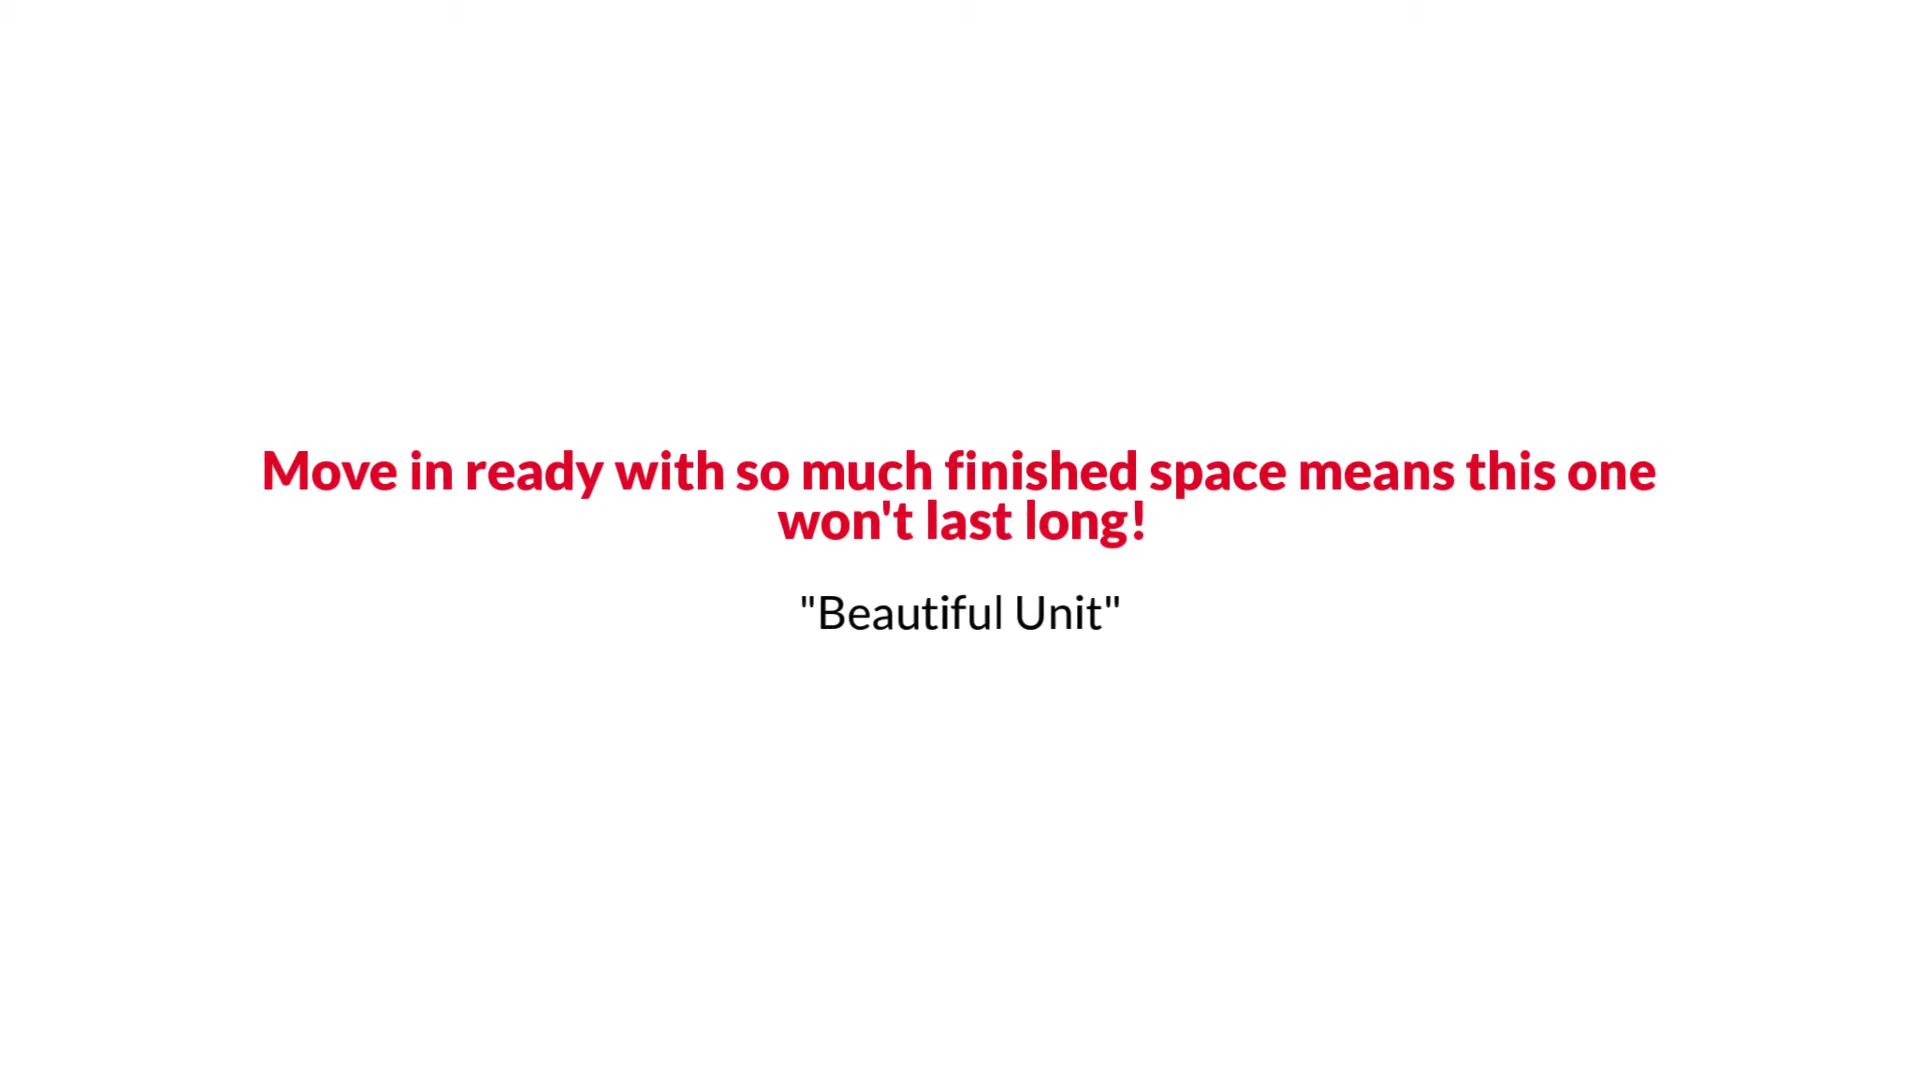 Move in ready with so much finished space means this one
won't last long!
"Beautiful Unit"